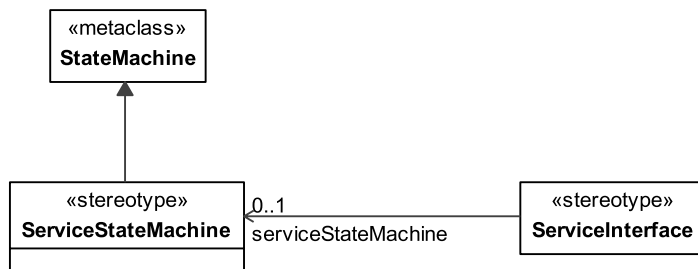 «metaclass»
StateMachine
«stereotype»
ServiceStateMachine
0..1
serviceStateMachine
«stereotype»
ServiceInterface